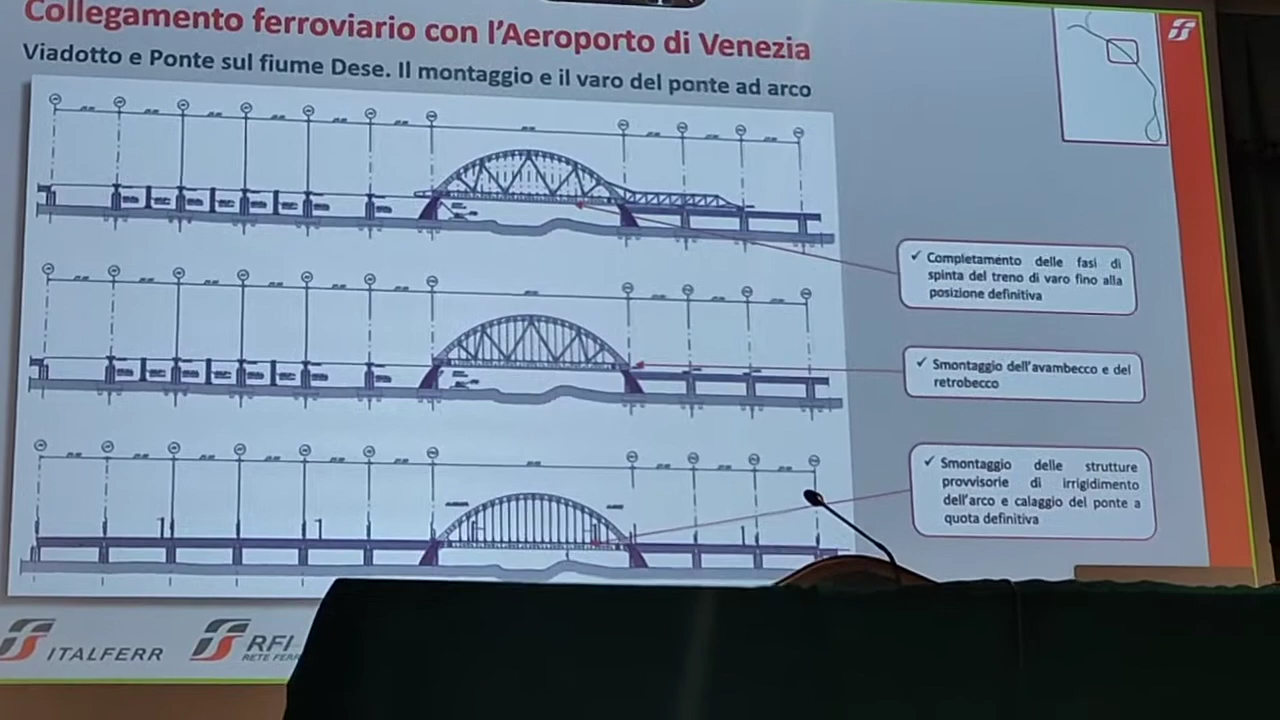 Collegamento ferroviario con l'Aeroporto di Venezia
Viadotto e Ponte sul fiume Dese. Il montaggio e il varo del ponte ad arco
✓ Completamento delle fasi di
spinta del treno di varo fino alla
posizione definitiva
✓ Smontaggio dell'avambecco e del
retrobecco
✓ Smontaggio delle strutture
provvisorie di irrigidimento
dell'arco e calaggio del ponte a
quota definitiva
ITALFERR
RFI
RETE